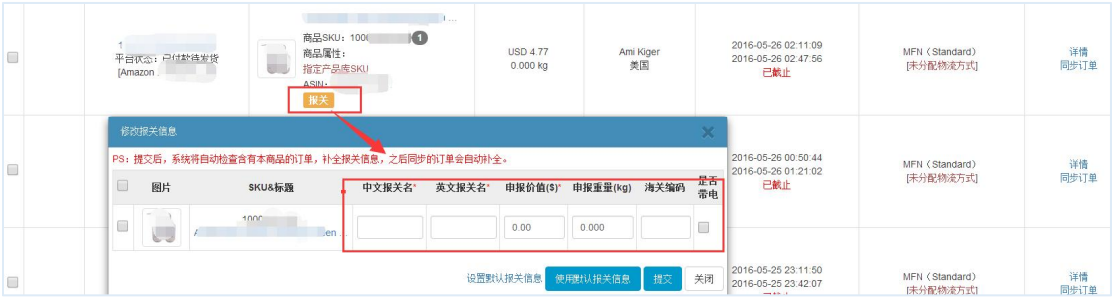 商品SKU：100 1
商品属性：
指定产品库SKU
ASIN：
报关
1
平台状态：已付款待发货
[Amazon
USD 4.77
0.000 kg
Ami Kiger
美国
2016-05-26 02:11:09
2016-05-26 02:47:56
已截止
MFN（Standard）
[未分配物流方式]
详情
同步订单
修改报关信息
PS：提交后，系统将自动检查含有本商品的订单，补全报关信息，之后同步的订单会自动补全。
图片
SKU&标题
中文报关名*
英文报关名*
申报价值($)*
申报重量(kg)
海关编码
是否
带电
1000
en ...
0.00
0.000
设置默认报关信息
使用默认报关信息
提交
关闭
2016-05-26 00:50:44
2016-05-26 01:21:02
已截止
MFN（Standard）
[未分配物流方式]
详情
同步订单
2016-05-25 23:11:50
2016-05-25 23:42:07
MFN（Standard）
[未分配物流方式]
详情
同步订单